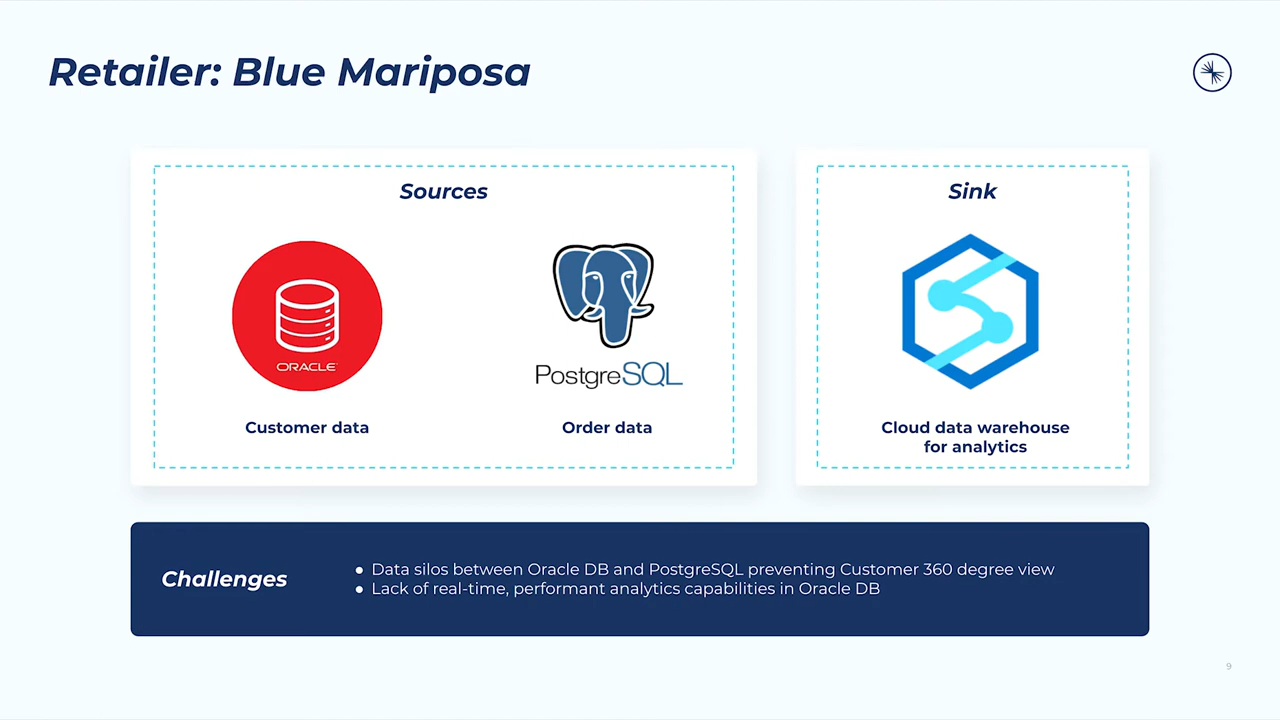 Retailer: Blue Mariposa
Sources
ORACLE
Customer data
PostgreSQL
Order data
Sink
Cloud data warehouse
for analytics
Challenges
● Data silos between Oracle DB and PostgreSQL preventing Customer 360 degree view
● Lack of real-time, performant analytics capabilities in Oracle DB
9